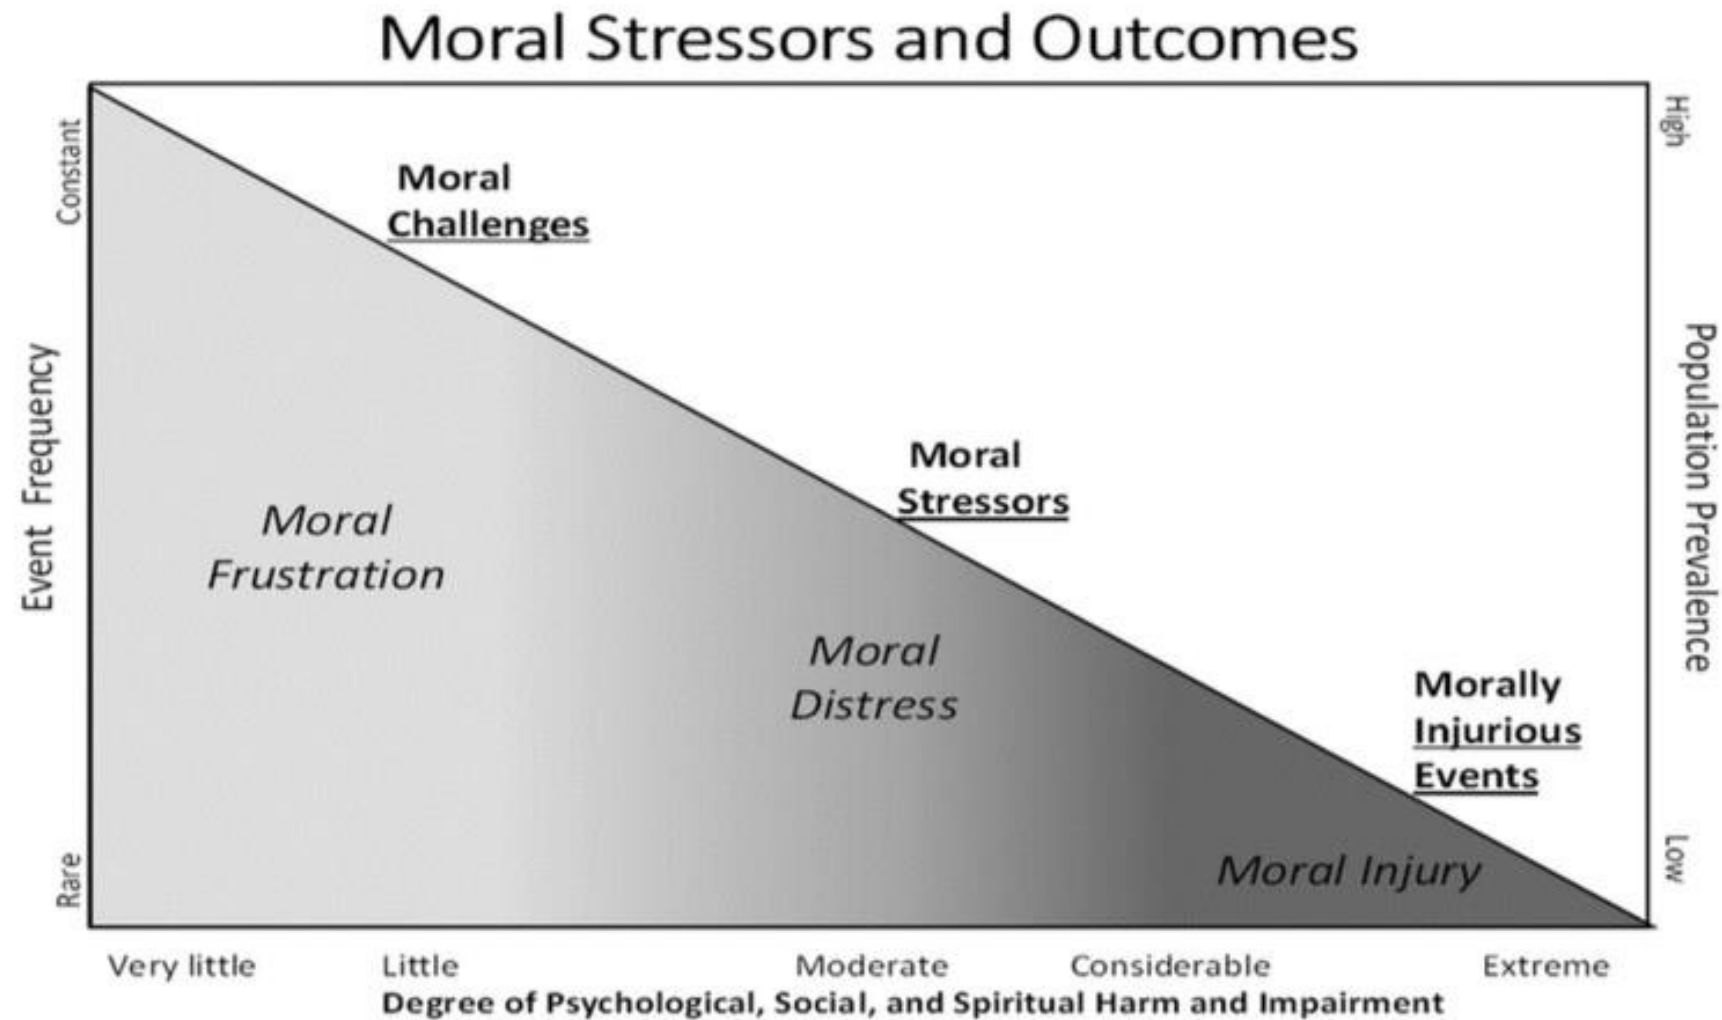 Moral Stressors and Outcomes
Constant
Event Frequency
Rare
Moral
Challenges
Moral
Stressors
Morally
Injurious
Events
Moral
Frustration
Moral
Distress
Moral Injury
High
Population Prevalence
Low
Very little Little Moderate Considerable Extreme
Degree of Psychological, Social, and Spiritual Harm and Impairment